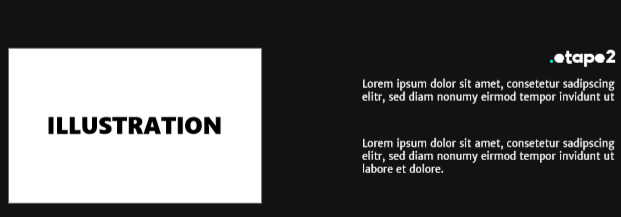 ILLUSTRATION
.etape2
Lorem ipsum dolor sit amet, consetetur sadipscing
elitr, sed diam nonumy eirmod tempor invidunt ut
Lorem ipsum dolor sit amet, consetetur sadipscing
elitr, sed diam nonumy eirmod tempor invidunt ut
labore et dolore.